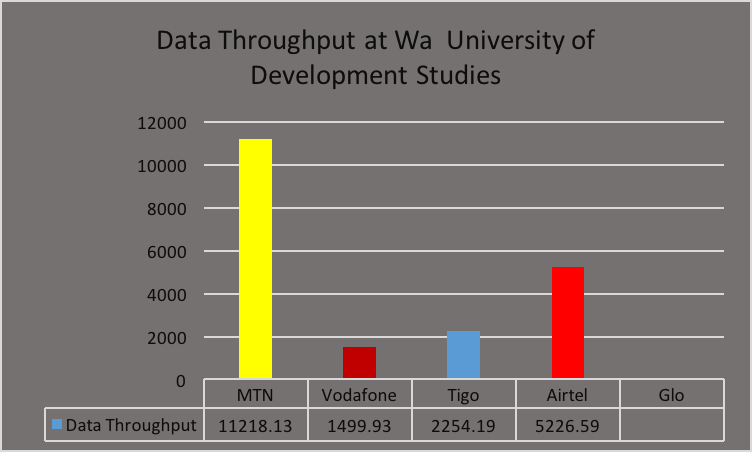 Data Throughput at Wa  University of
Development Studies
12000
10000
8000
6000
4000
2000
0
MTN Vodafone Tigo Airtel Glo
Data Throughput 11218.13 1499.93 2254.19 5226.59